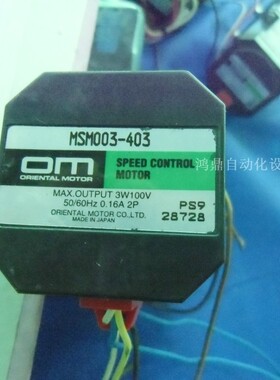 MSM003-403
OM
ORIENTAL MOTOR
SPEED CONTROL
MOTOR
MAX.OUTPUT 3W100V
50/60Hz 0.16A 2P
ORIENTAL MOTOR CO.,LTD.
MADE IN JAPAN
PS9
28728
鸿鼎自动化设